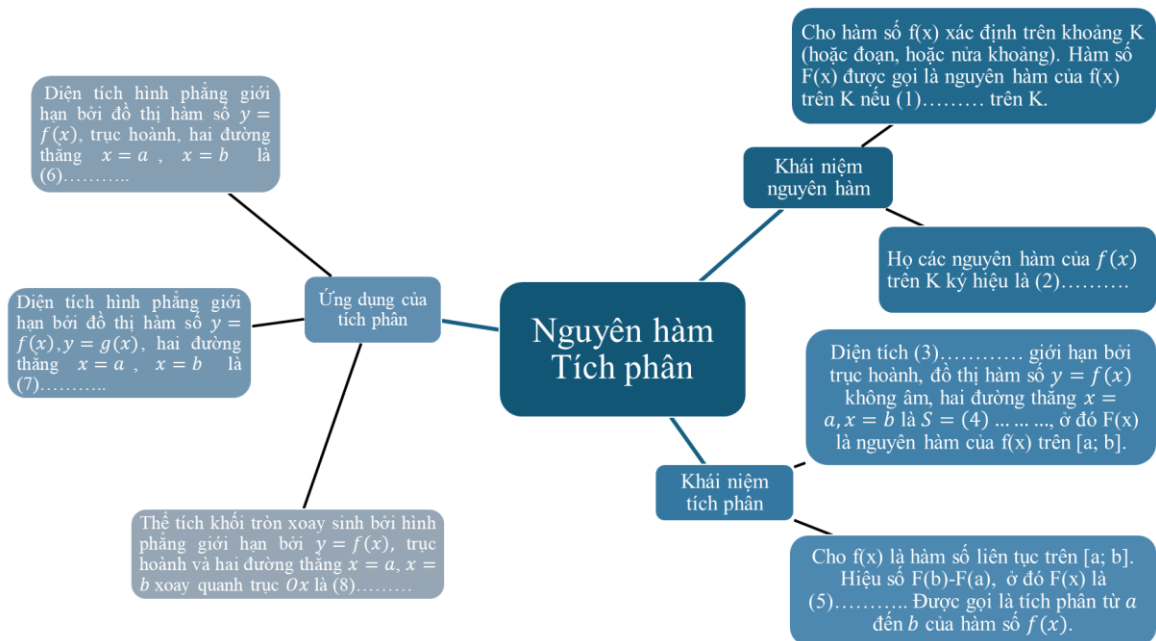 Nguyên hàm
Tích phân
Khái niệm
nguyên hàm
Cho hàm số f(x) xác định trên khoảng K
(hoặc đoạn, hoặc nửa khoảng). Hàm số
F(x) được gọi là nguyên hàm của f(x)
trên K nếu (1)......... trên K.
Họ các nguyên hàm của f(x)
trên K ký hiệu là (2)..........
Khái niệm
tích phân
Diện tích (3)............ giới hạn bởi
trục hoành, đồ thị hàm số y = f(x)
không âm, hai đường thẳng x =
a, x = b là S = (4) ... ... ..., ở đó F(x)
là nguyên hàm của f(x) trên [a; b].
Cho f(x) là hàm số liên tục trên [a; b].
Hiệu số F(b)-F(a), ở đó F(x) là
(5)........... Được gọi là tích phân từ a
đến b của hàm số f(x).
Ứng dụng của
tích phân
Diện tích hình phẳng giới
hạn bởi đồ thị hàm số y =
f(x), trục hoành, hai đường
thẳng x = a , x = b là
(6)...........
Diện tích hình phẳng giới
hạn bởi đồ thị hàm số y =
f(x), y = g(x), hai đường
thẳng x = a , x = b là
(7)...........
Thể tích khối tròn xoay sinh bởi hình
phẳng giới hạn bởi y = f(x), trục
hoành và hai đường thẳng x = a, x =
b xoay quanh trục Ox là (8).........